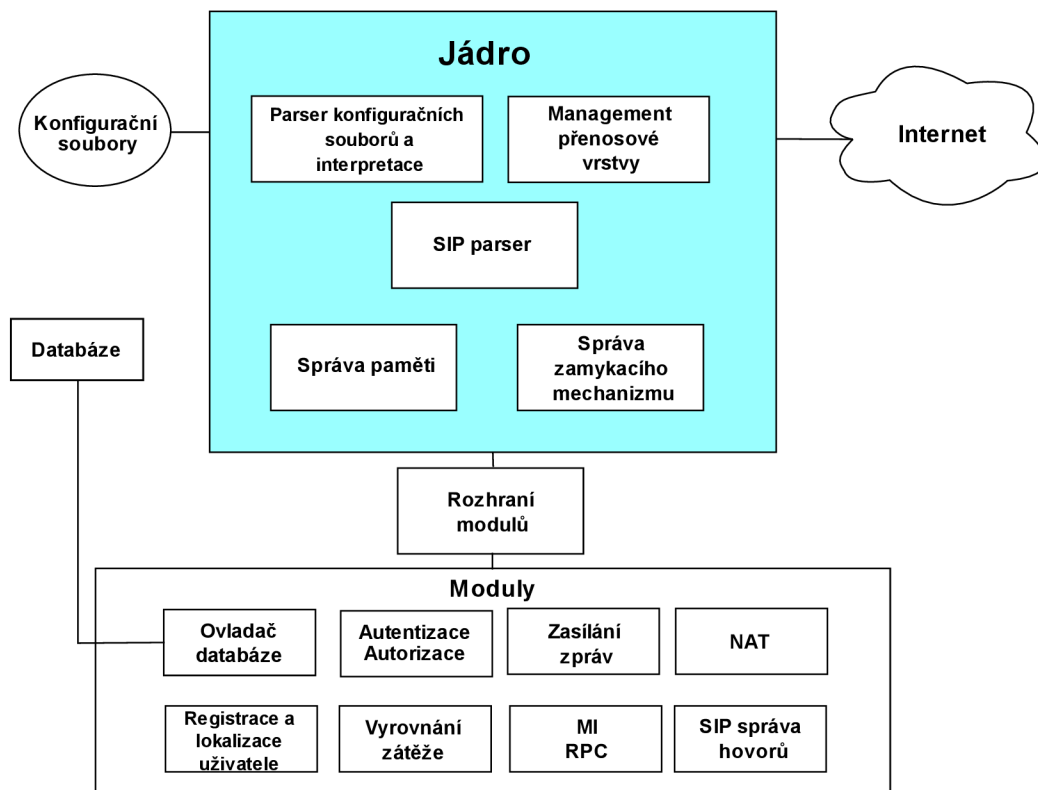 Jádro
Konfigurační
soubory
Parser konfiguračních
souborů a
interpretace
Management
přenosové
vrstvy
Internet
SIP parser
Databáze
Správa paměti
Správa
zamykacího
mechanizmu
Rozhraní
modulů
Moduly
Ovladač
databáze
Autentizace
Autorizace
Zasílání
zpráv
NAT
Registrace a
lokalizace
uživatele
Vyrovnání
zátěže
MI
RPC
SIP správa
hovorů